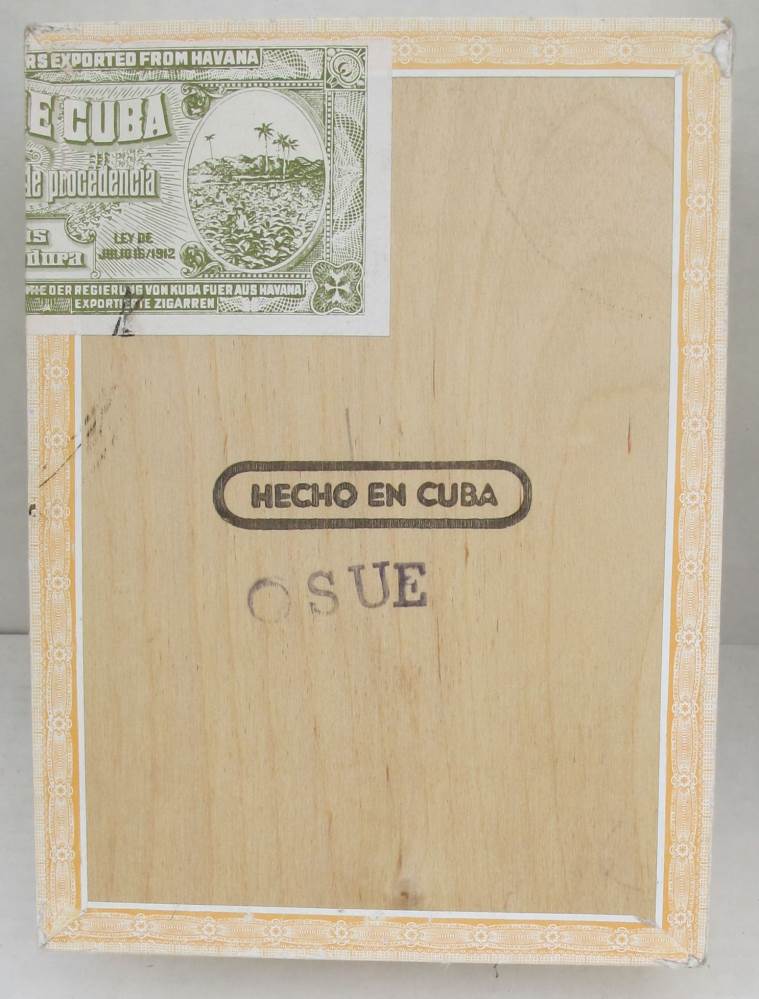 RS EXPORTED FROM HAVANA
E CUBA
de procedencia
LEY DE
JULIO 16/1912
dura
DER REGIERUNG VON KUBA FUER AUS HAVANA
EXPORTIERTE ZIGARREN
HECHO EN CUBA
OSUE